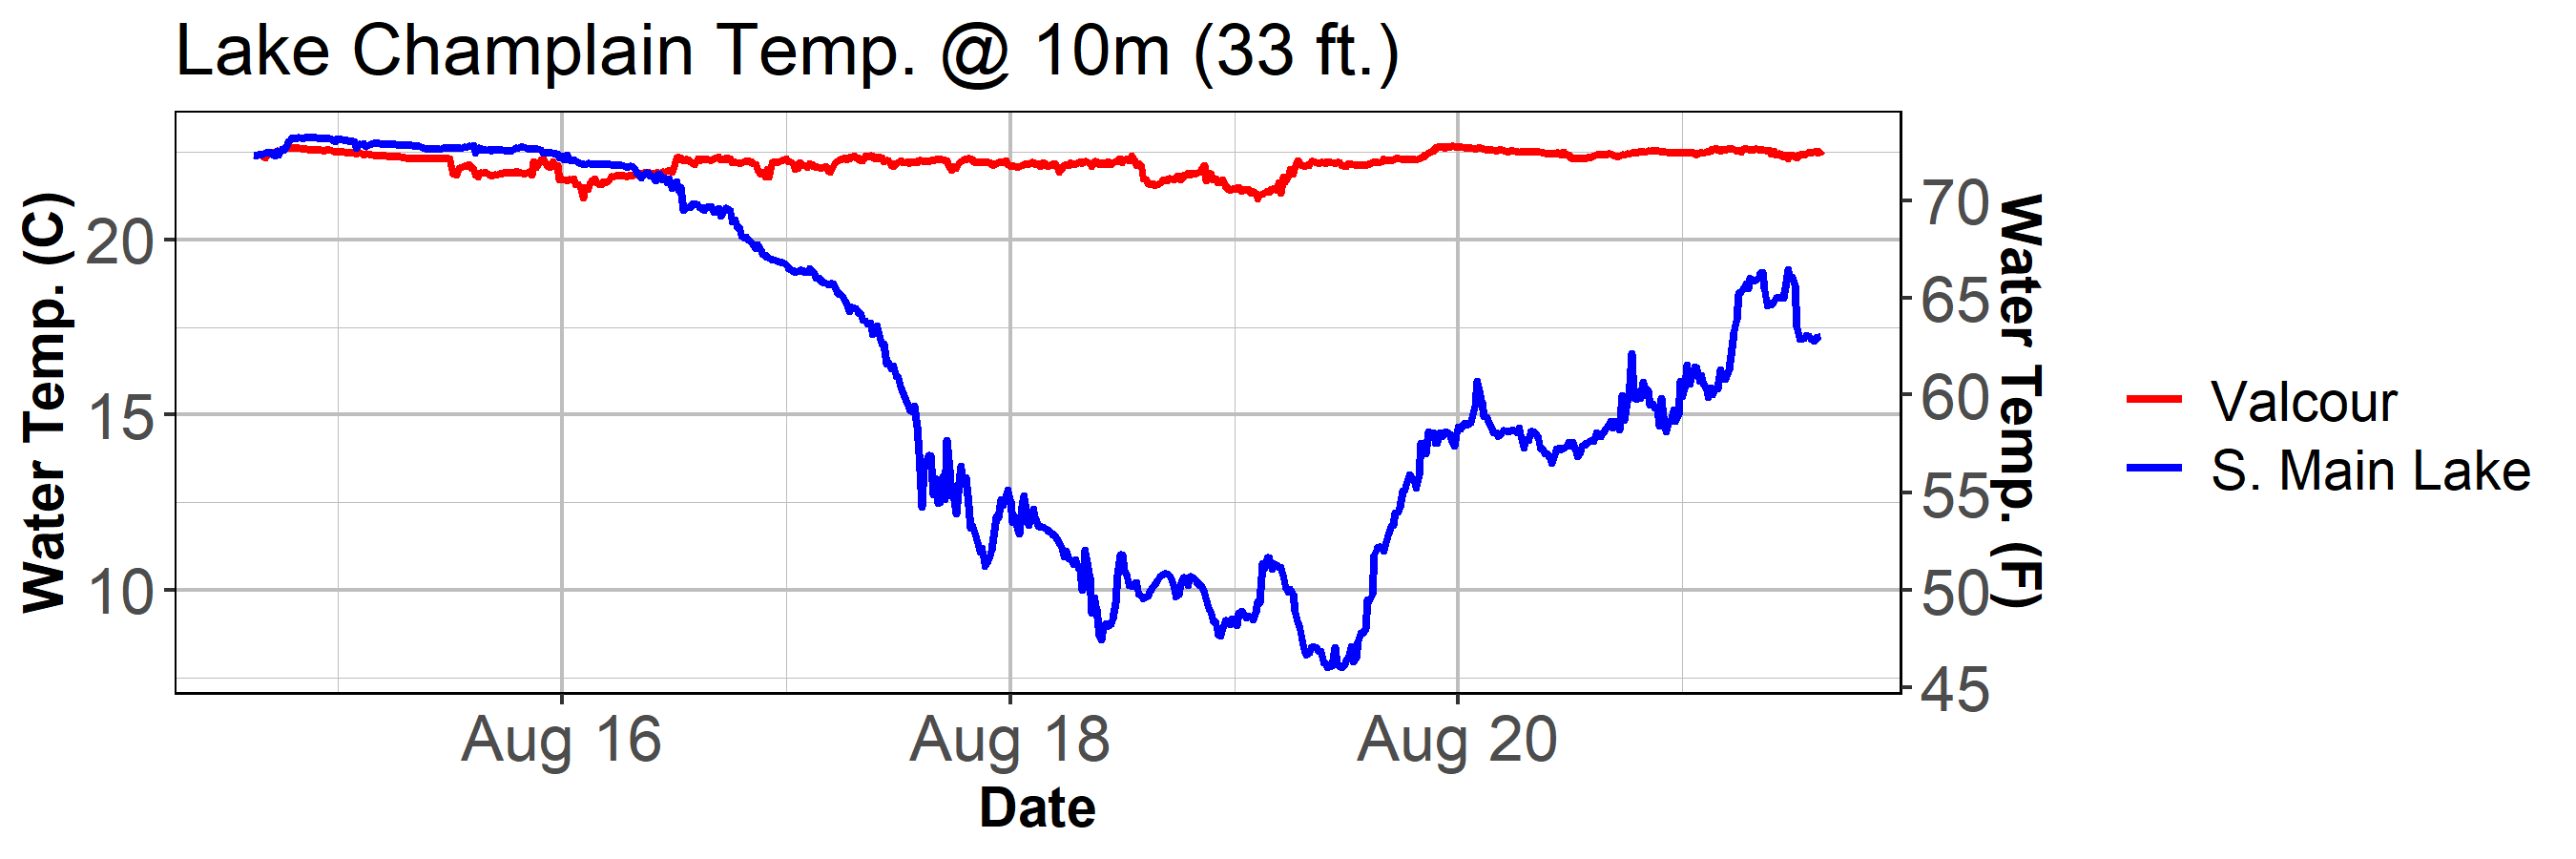 Lake Champlain Temp. @ 10m (33 ft.)
Water Temp. (C)
20
15
10
70
65
60
55
50
45
Water Temp. (F)
Aug 16
Aug 18
Aug 20
Date
Valcour
S. Main Lake